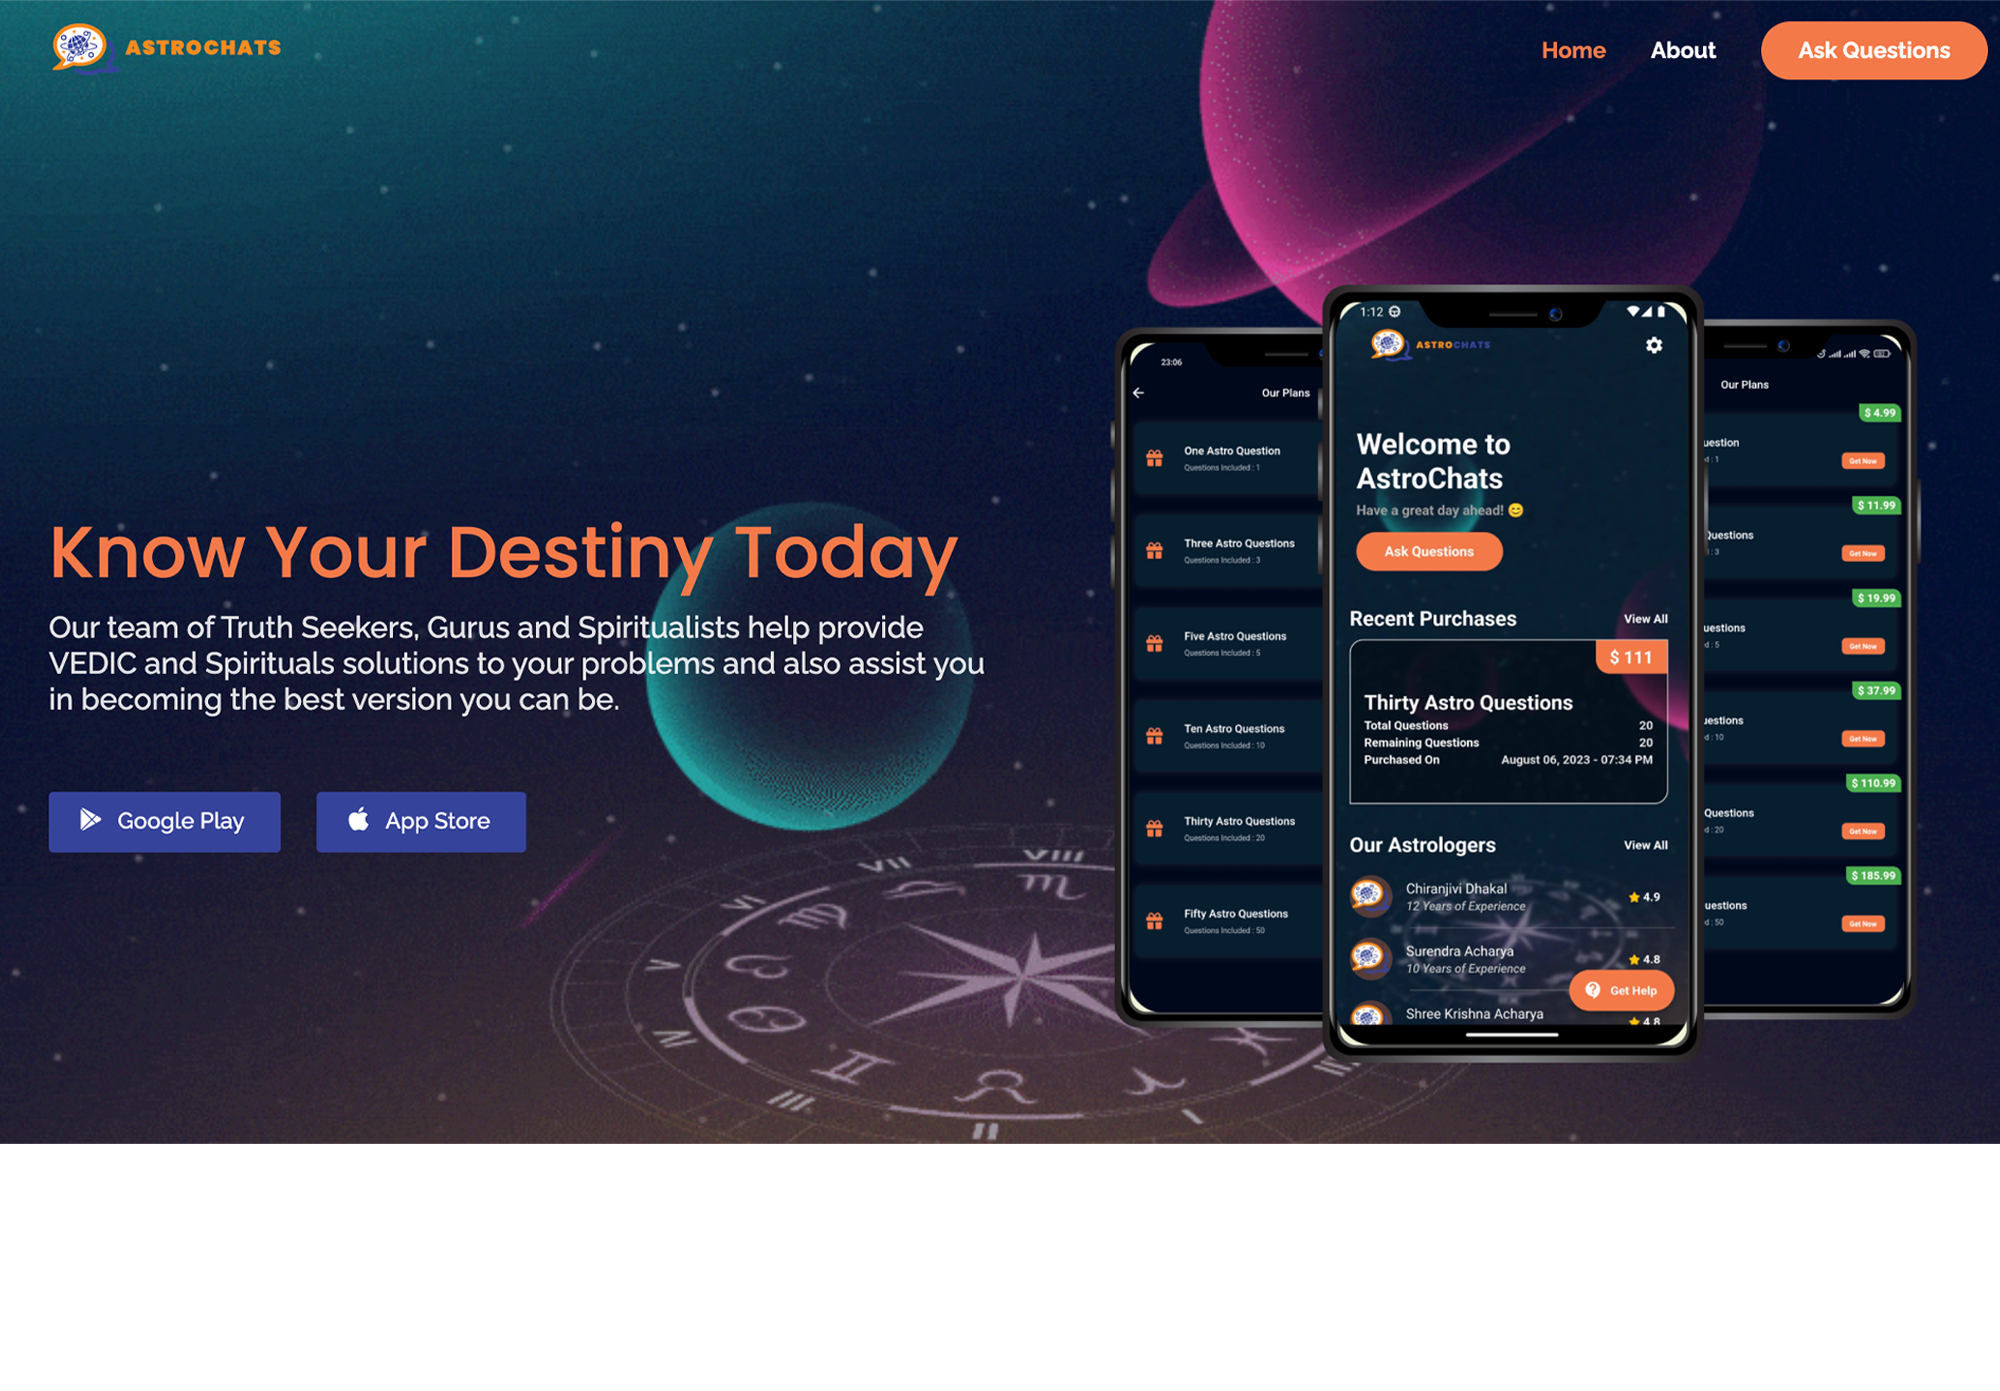 ASTROCHATS
Home
About
Ask Questions
Know Your Destiny Today
Our team of Truth Seekers, Gurus and Spiritualists help provide
VEDIC and Spirituals solutions to your problems and also assist you
in becoming the best version you can be.
Google Play
App Store
23:06
Our Plans
One Astro Question
Questions Included : 1
Three Astro Questions
Questions Included : 3
Five Astro Questions
Questions Included : 5
Ten Astro Questions
Questions Included : 10
Thirty Astro Questions
Questions Included : 20
Fifty Astro Questions
Questions Included : 50
1:12
ASTROCHATS
Welcome to
AstroChats
Have a great day ahead! 😊
Ask Questions
Recent Purchases
View All
$ 111
Thirty Astro Questions
Total Questions 20
Remaining Questions 20
Purchased On August 06, 2023 - 07:34 PM
Our Astrologers
View All
Chiranjivi Dhakal
12 Years of Experience
4.9
Surendra Acharya
10 Years of Experience
4.8
Get Help
Shree Krishna Acharya
4.8
Our Plans
$ 4.99
uestion
d : 1
Get Now
$ 11.99
Questions
: 3
Get Now
$ 19.99
uestions
d : 5
Get Now
$ 37.99
estions
d : 10
Get Now
$ 110.99
Questions
d : 20
Get Now
$ 185.99
uestions
d : 50
Get Now
VIII
VII
VI
V
IV
III
II
I